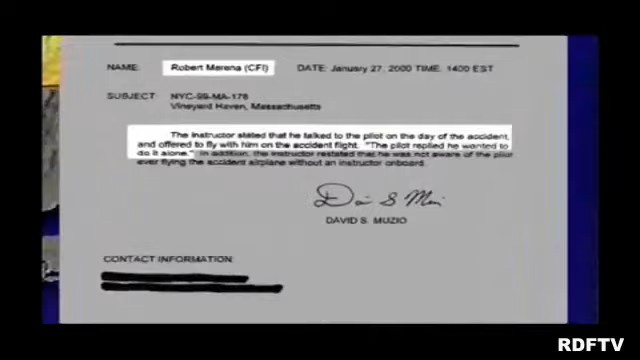 NAME: Robert Merena (CFI) DATE: January 27, 2000 TIME: 1400 EST
SUBJECT: NYC-99-MA-178
Vineyard Haven, Massachusetts
The instructor stated that he talked to the pilot on the day of the accident,
and offered to fly with him on the accident flight. "The pilot replied he wanted to
do it alone." In addition, the instructor restated that he was not aware of the pilot
ever flying the accident airplane without an instructor onboard.
DAVID S. MUZIO
CONTACT INFORMATION:
RDFTV